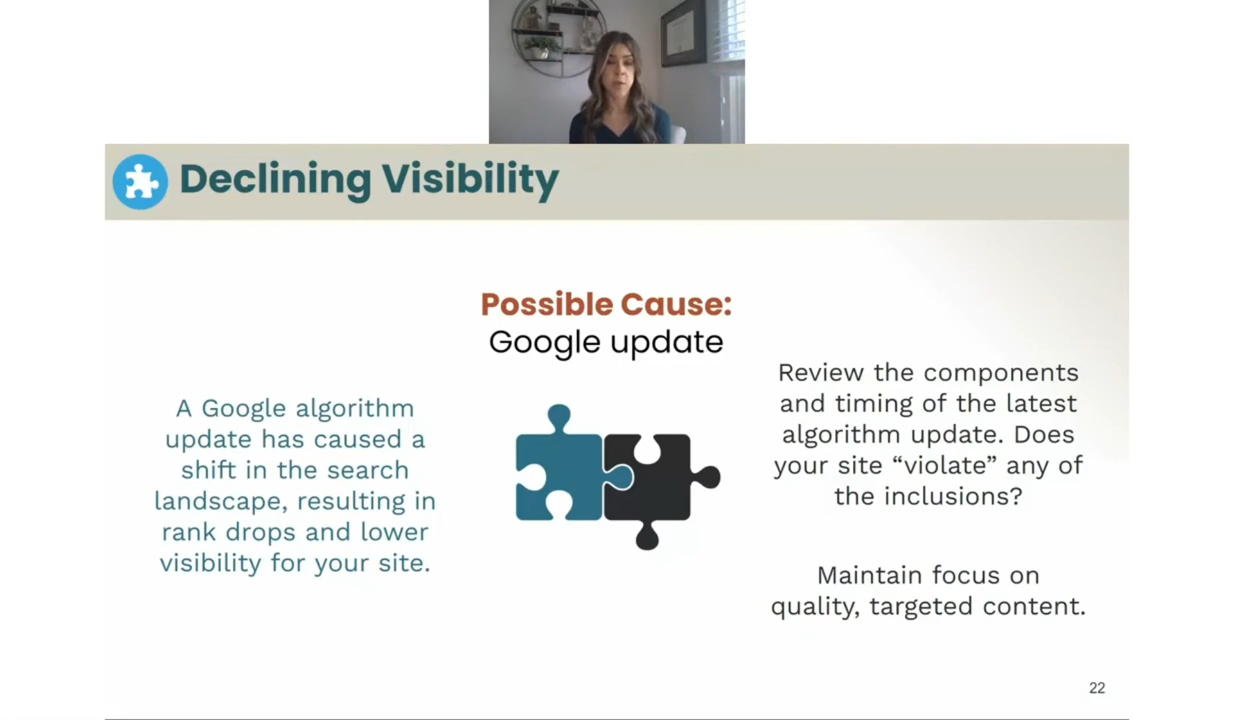 Declining Visibility
Possible Cause:
Google update
A Google algorithm
update has caused a
shift in the search
landscape, resulting in
rank drops and lower
visibility for your site.
Review the components
and timing of the latest
algorithm update. Does
your site “violate” any of
the inclusions?
Maintain focus on
quality, targeted content.
22